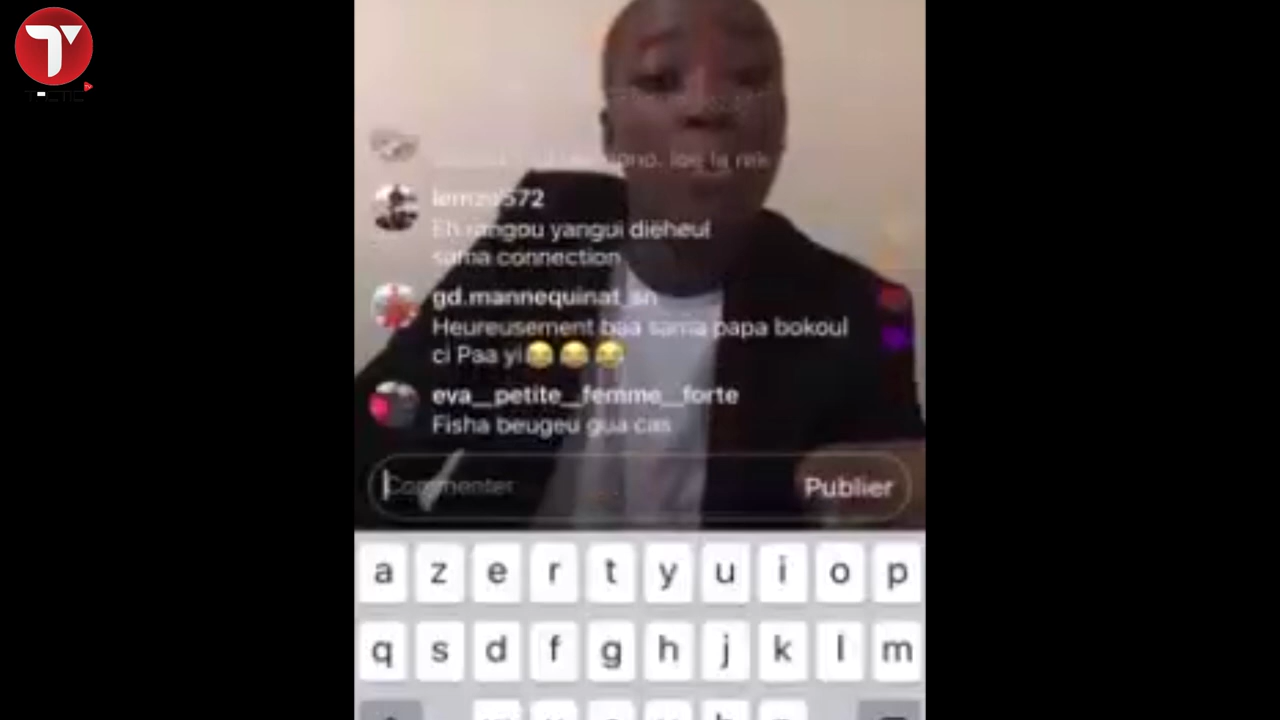 lemzo572
Eh rangou yangui diëheul
sama connection
gd.mannequinat_sn
Heureusement baa sama papa bokoul
ci Paa yi😂😂😂
eva__petite__femme__forte
Fisha beugeu gua cas
Commenter
Publier
a z e r t y u i o p
q s d f g h j k l m